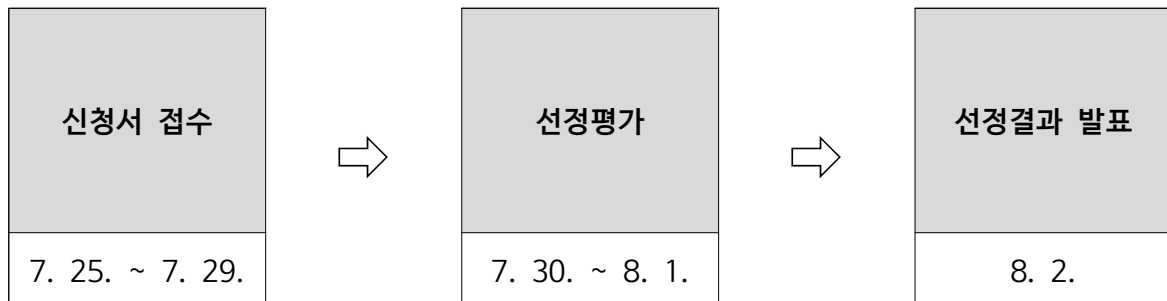 신청서 접수
⇨
선정평가
⇨
선정결과 발표
7. 25. ~ 7. 29.
7. 30. ~ 8. 1.
8. 2.